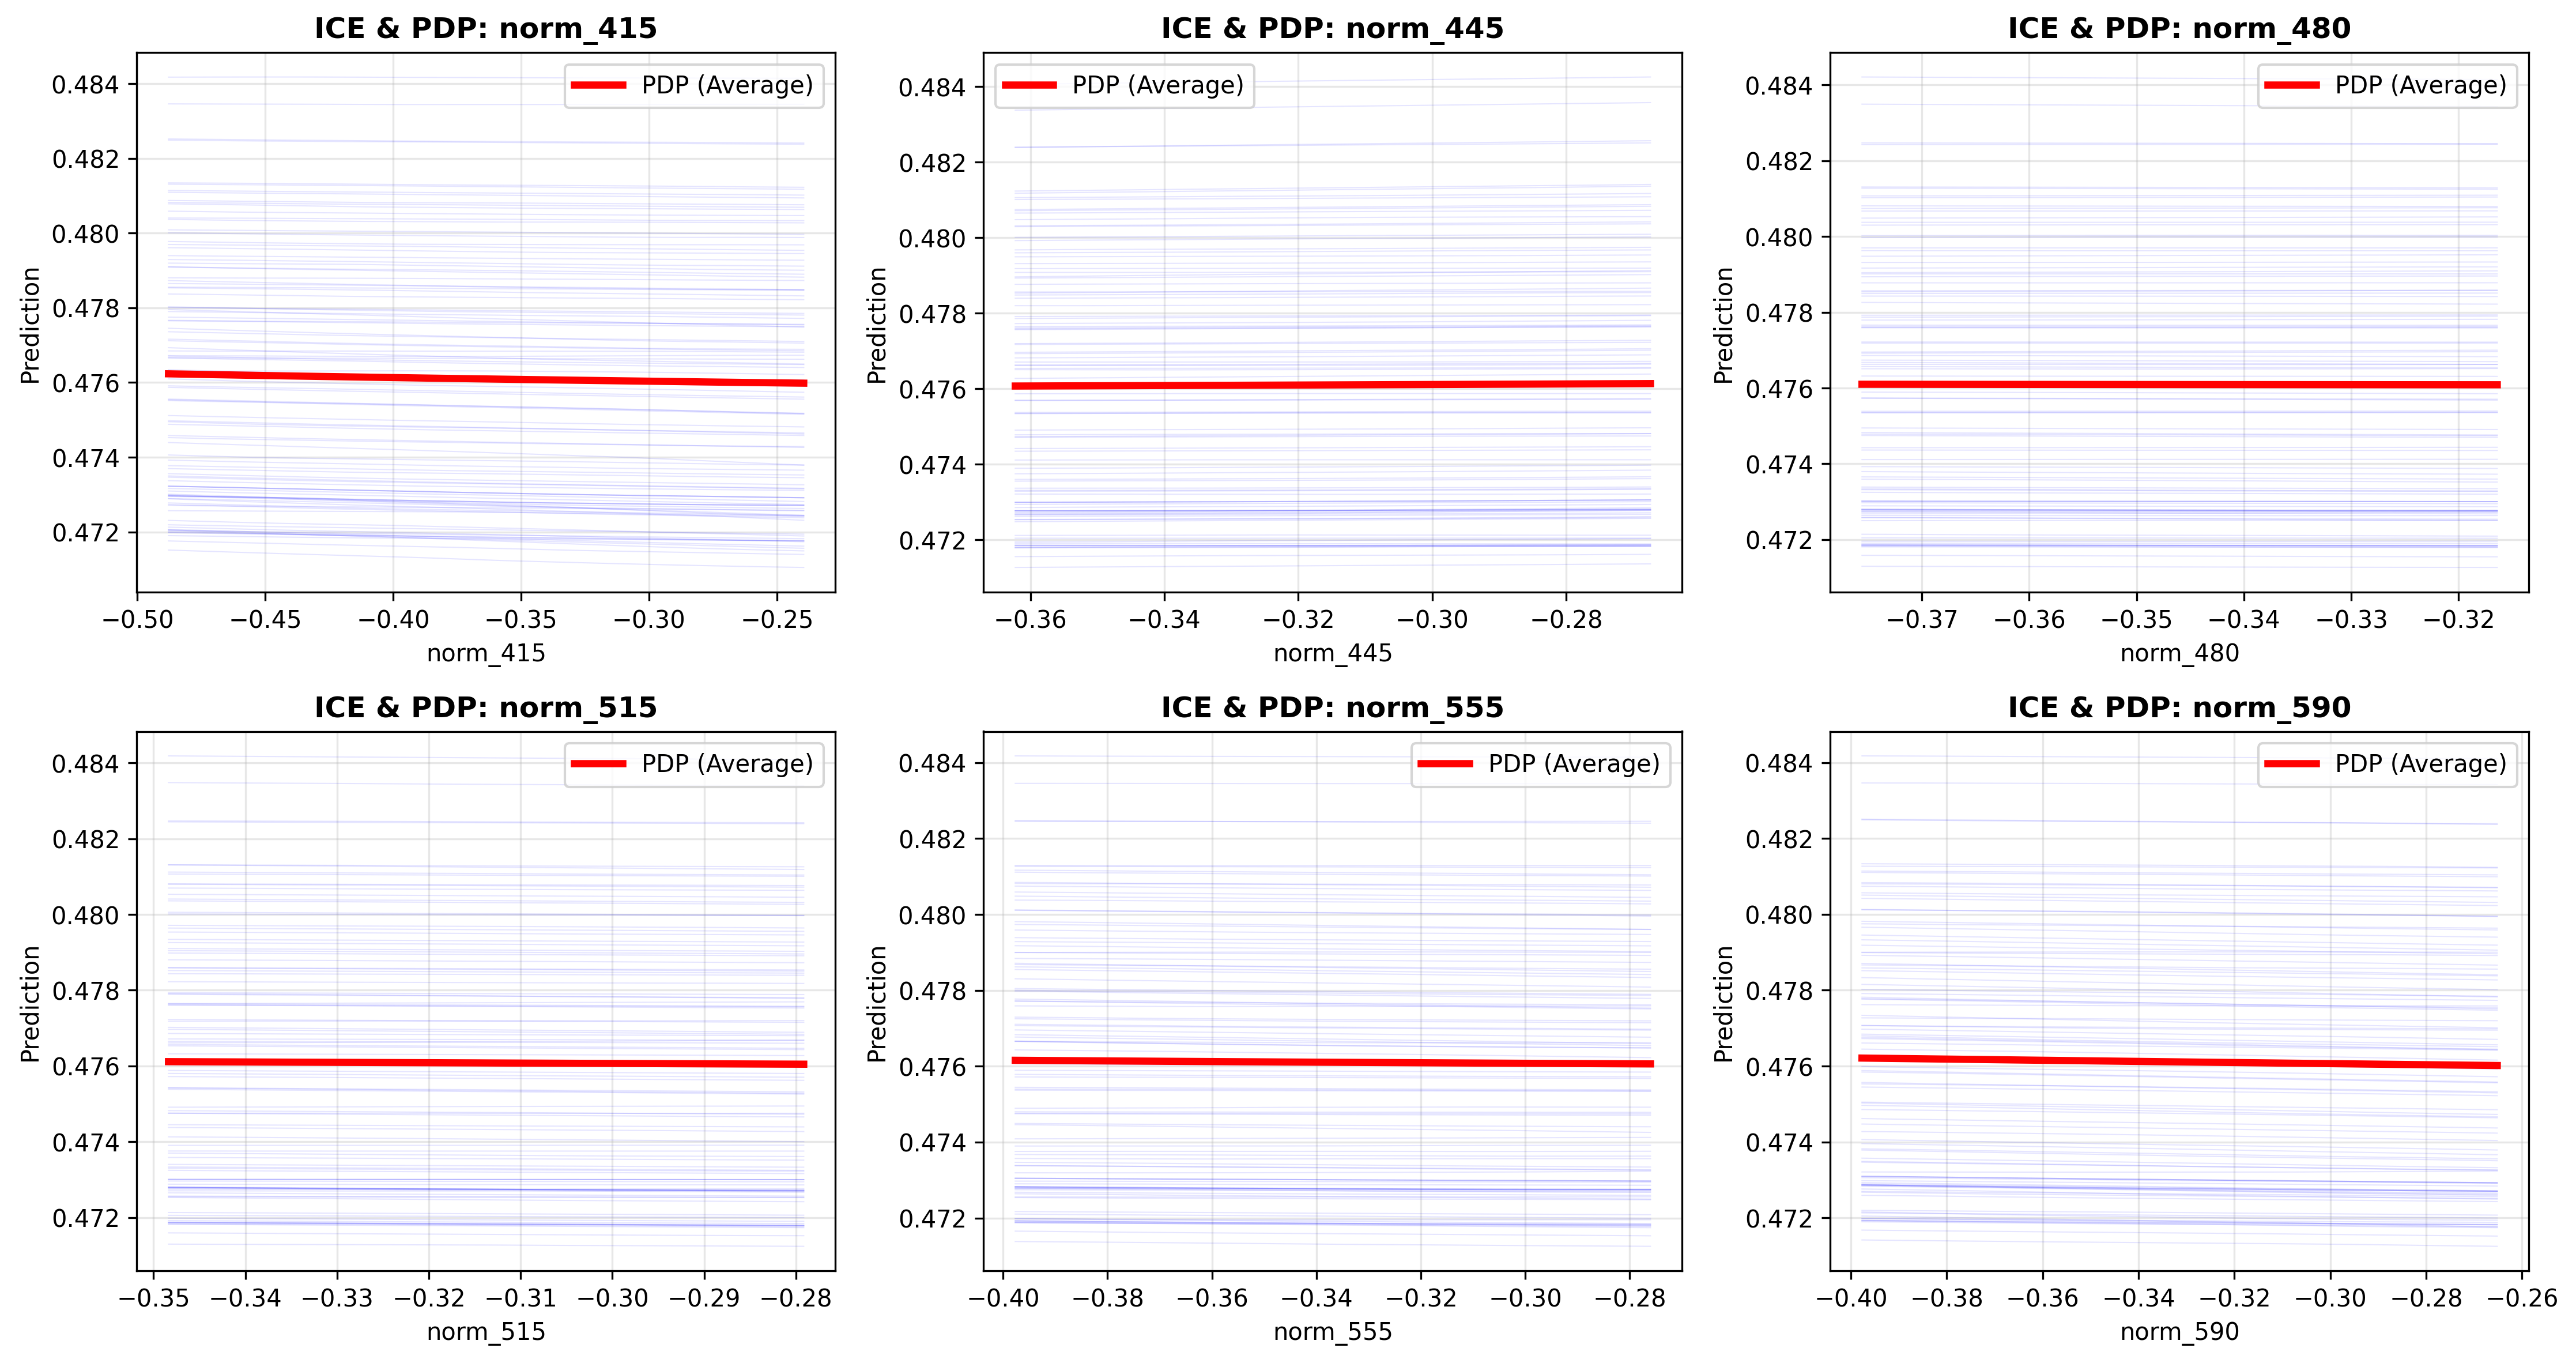 ICE & PDP: norm_415
PDP (Average)
Prediction
0.484
0.482
0.480
0.478
0.476
0.474
0.472
−0.50 −0.45 −0.40 −0.35 −0.30 −0.25
norm_415
ICE & PDP: norm_445
PDP (Average)
Prediction
0.484
0.482
0.480
0.478
0.476
0.474
0.472
−0.36 −0.34 −0.32 −0.30 −0.28
norm_445
ICE & PDP: norm_480
PDP (Average)
Prediction
0.484
0.482
0.480
0.478
0.476
0.474
0.472
−0.37 −0.36 −0.35 −0.34 −0.33 −0.32
norm_480
ICE & PDP: norm_515
PDP (Average)
Prediction
0.484
0.482
0.480
0.478
0.476
0.474
0.472
−0.35 −0.34 −0.33 −0.32 −0.31 −0.30 −0.29 −0.28
norm_515
ICE & PDP: norm_555
PDP (Average)
Prediction
0.484
0.482
0.480
0.478
0.476
0.474
0.472
−0.40 −0.38 −0.36 −0.34 −0.32 −0.30 −0.28
norm_555
ICE & PDP: norm_590
PDP (Average)
Prediction
0.484
0.482
0.480
0.478
0.476
0.474
0.472
−0.40 −0.38 −0.36 −0.34 −0.32 −0.30 −0.28 −0.26
norm_590